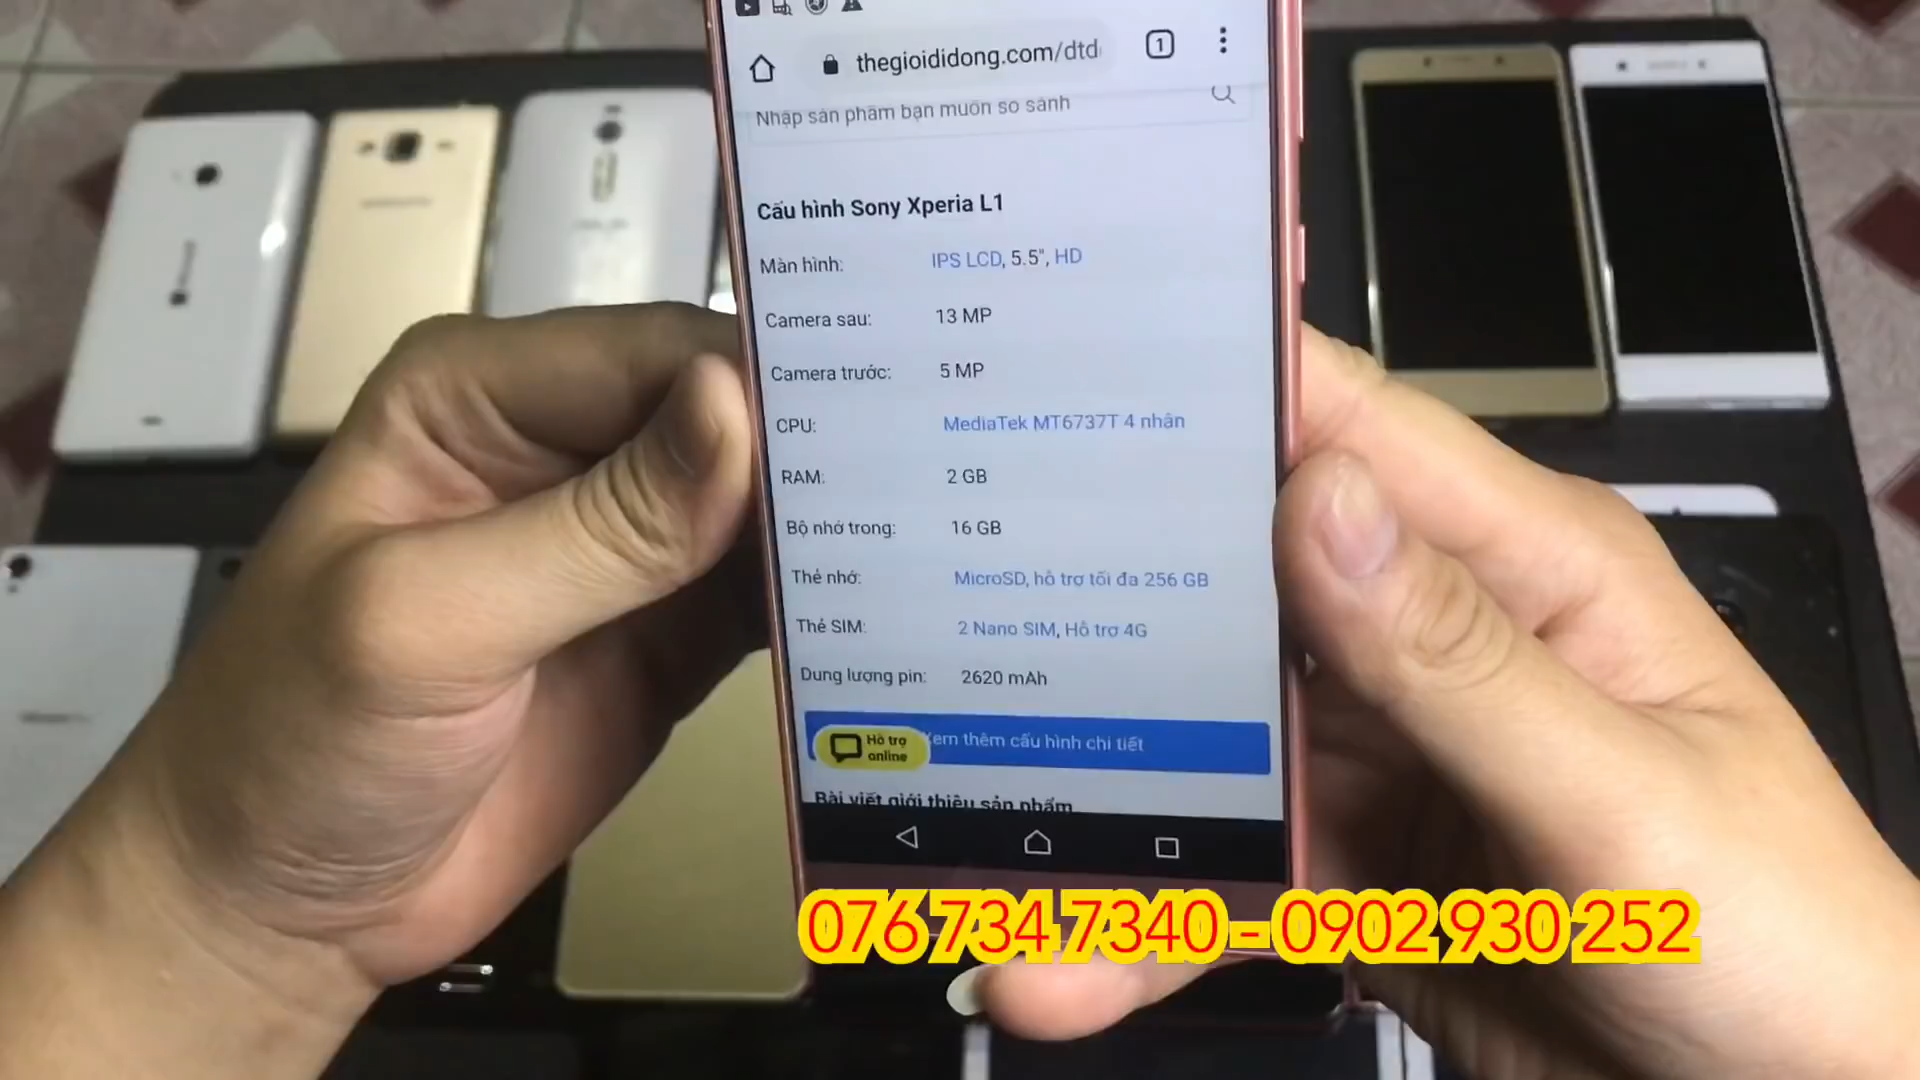 thegioididong.com/dtd
1
Nhập sản phẩm bạn muốn so sánh
Cấu hình Sony Xperia L1
Màn hình: IPS LCD, 5.5", HD
Camera sau: 13 MP
Camera trước: 5 MP
CPU: MediaTek MT6737T 4 nhân
RAM: 2 GB
Bộ nhớ trong: 16 GB
Thẻ nhớ: MicroSD, hỗ trợ tối đa 256 GB
Thẻ SIM: 2 Nano SIM, Hỗ trợ 4G
Dung lượng pin: 2620 mAh
Xem thêm cấu hình chi tiết
Hỗ trợ
online
Bài viết giới thiệu sản phẩm
076 734 7340 - 0902 930 252